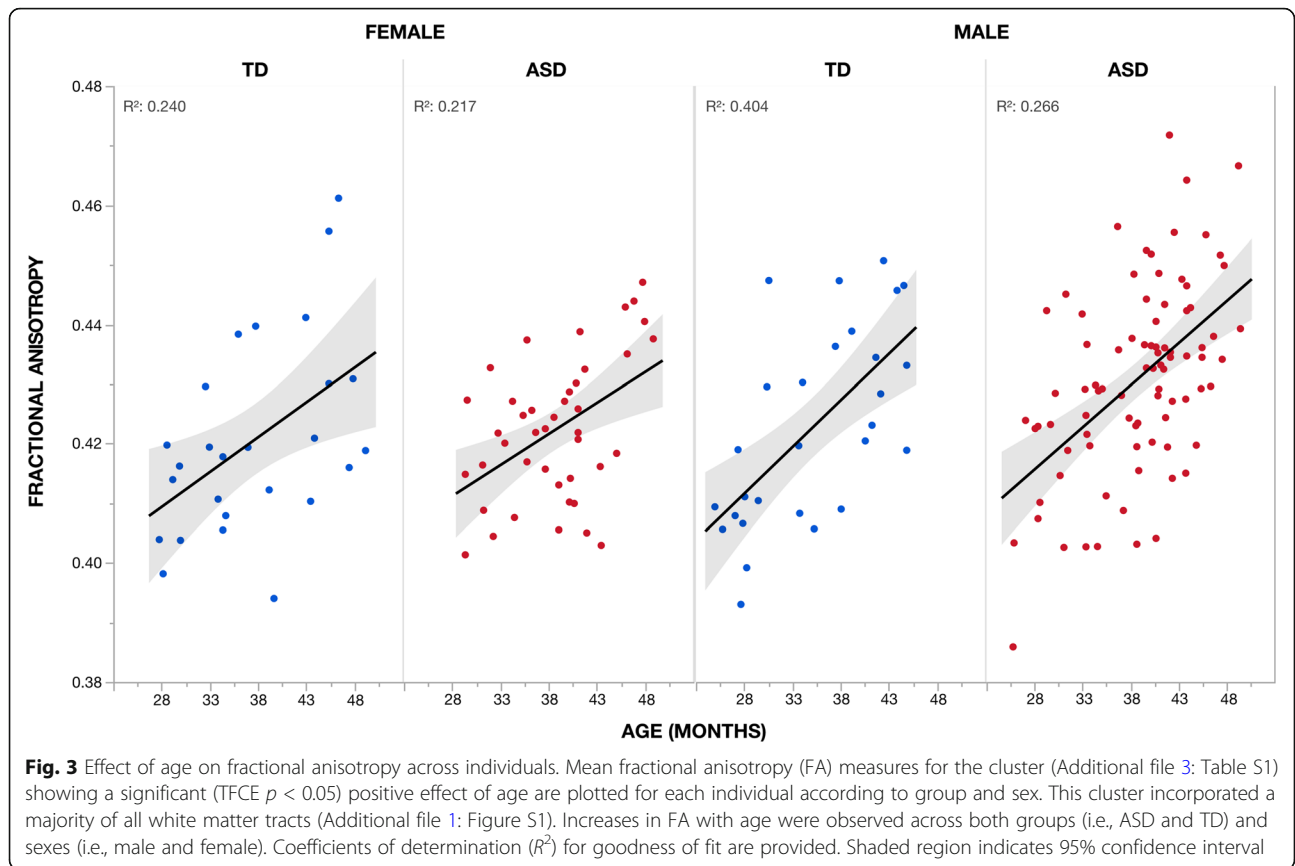 FEMALE MALE
TD ASD TD ASD
R²: 0.240 R²: 0.217 R²: 0.404 R²: 0.266
0.48
0.46
0.44
0.42
0.40
0.38
FRACTIONAL ANISOTROPY
28 33 38 43 48 28 33 38 43 48 28 33 38 43 48 28 33 38 43 48
AGE (MONTHS)
Fig. 3 Effect of age on fractional anisotropy across individuals. Mean fractional anisotropy (FA) measures for the cluster (Additional file 3: Table S1)
showing a significant (TFCE p < 0.05) positive effect of age are plotted for each individual according to group and sex. This cluster incorporated a
majority of all white matter tracts (Additional file 1: Figure S1). Increases in FA with age were observed across both groups (i.e., ASD and TD) and
sexes (i.e., male and female). Coefficients of determination (R²) for goodness of fit are provided. Shaded region indicates 95% confidence interval